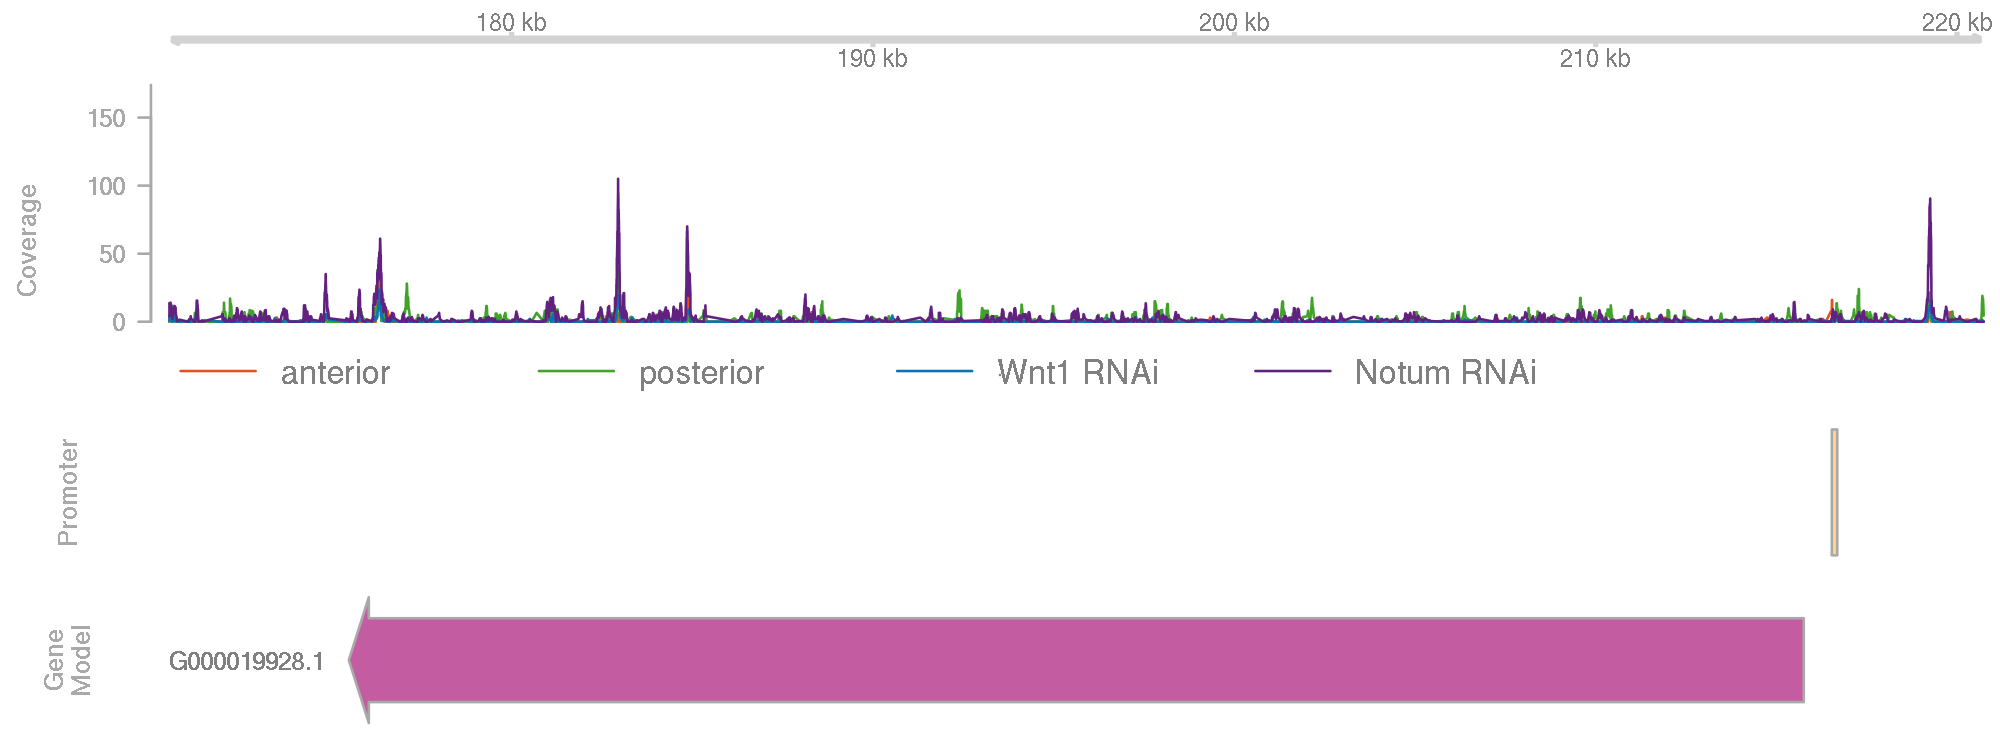 180 kb 200 kb 220 kb
190 kb 210 kb
Coverage
150
100
50
0
anterior posterior Wnt1 RNAi Notum RNAi
Promoter
Gene
Model
G000019928.1